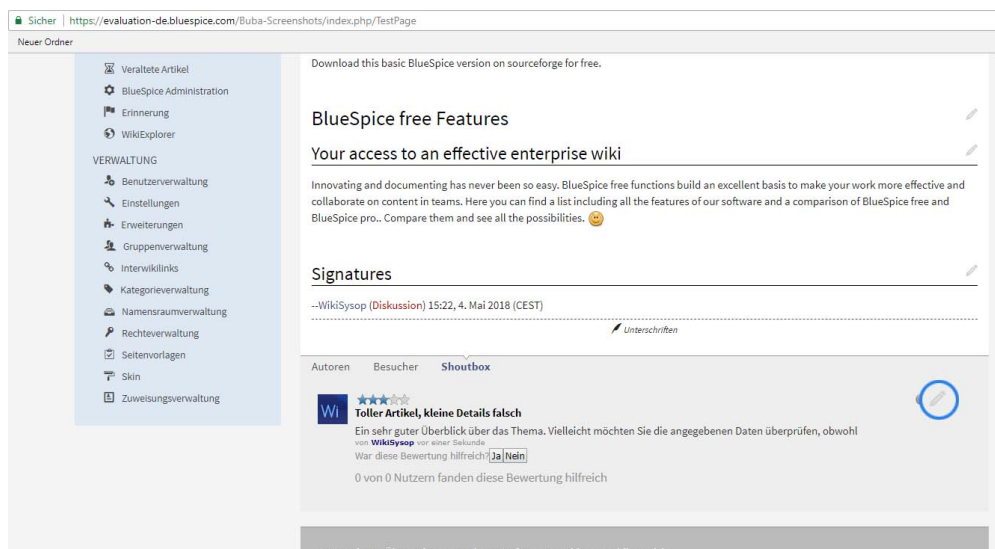 Sicher | https://evaluation-de.bluespice.com/Buba-Screenshots/index.php/TestPage
Neuer Ordner
Veraltete Artikel
BlueSpice Administration
Erinnerung
WikiExplorer
VERWALTUNG
Benutzerverwaltung
Einstellungen
Erweiterungen
Gruppenverwaltung
Interwikilinks
Kategorieverwaltung
Namensraumverwaltung
Rechteverwaltung
Seitenvorlagen
Skin
Zuweisungsverwaltung
Download this basic BlueSpice version on sourceforge for free.
BlueSpice free Features
Your access to an effective enterprise wiki
Innovating and documenting has never been so easy. BlueSpice free functions build an excellent basis to make your work more effective and
collaborate on content in teams. Here you can find a list including all the features of our software and a comparison of BlueSpice free and
BlueSpice pro.. Compare them and see all the possibilities.
Signatures
--WikiSysop (Diskussion) 15:22, 4. Mai 2018 (CEST)
Unterschriften
Autoren Besucher Shoutbox
Wi
Toller Artikel, kleine Details falsch
Ein sehr guter Überblick über das Thema. Vielleicht möchten Sie die angegebenen Daten überprüfen, obwohl
von WikiSysop vor einer Sekunde
War diese Bewertung hilfreich? Ja Nein
0 von 0 Nutzern fanden diese Bewertung hilfreich